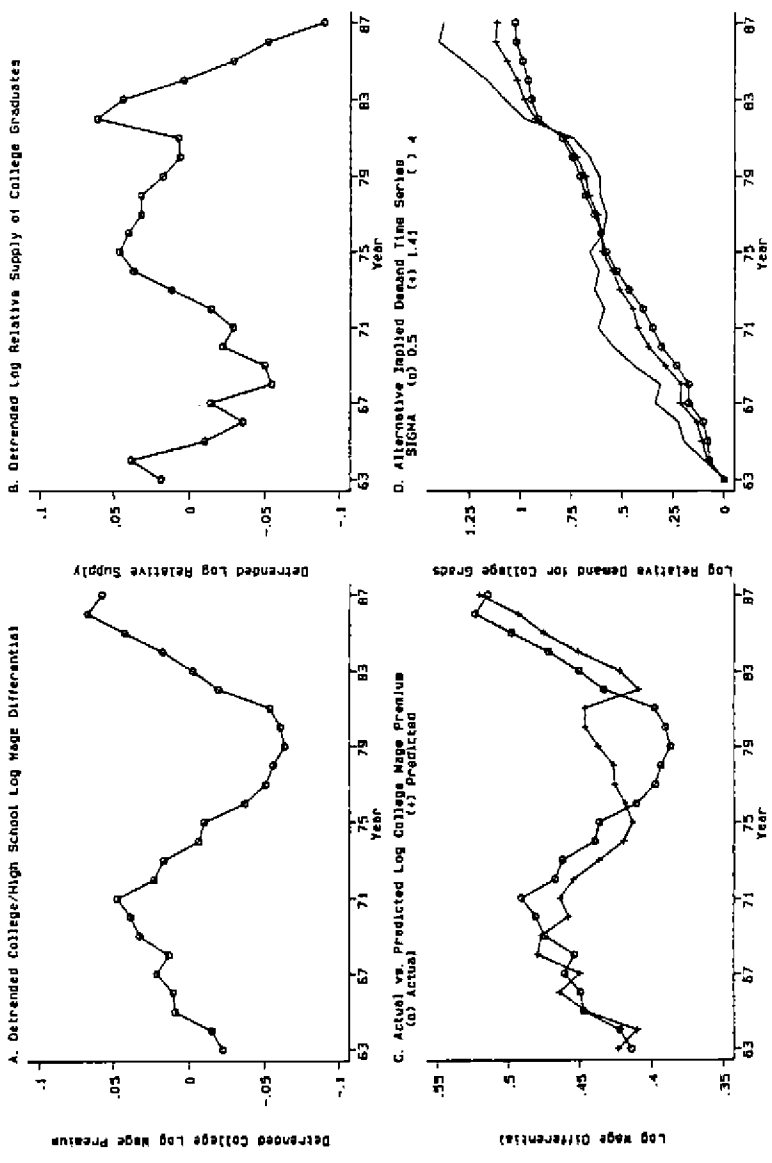 A. Detrended College/High School Log Wage Differential
Detrended College Log Wage Premium
.1
.05
0
-.05
-.1
63 67 71 75 79 83 87
Year
B. Detrended Log Relative Supply of College Graduates
Detrended Log Relative Supply
.1
.05
0
-.05
-.1
63 67 71 75 79 83 87
Year
C. Actual vs. Predicted Log College Wage Premium
(o) Actual (+) Predicted
Log Wage Differential
.55
.5
.45
.4
.35
63 67 71 75 79 83 87
Year
D. Alternative Implied Demand Time Series
SIGMA (o) 0.5 (+) 1.41 ( ) 4
Log Relative Demand for College Grads
1.25
1
.75
.5
.25
0
63 67 71 75 79 83 87
Year